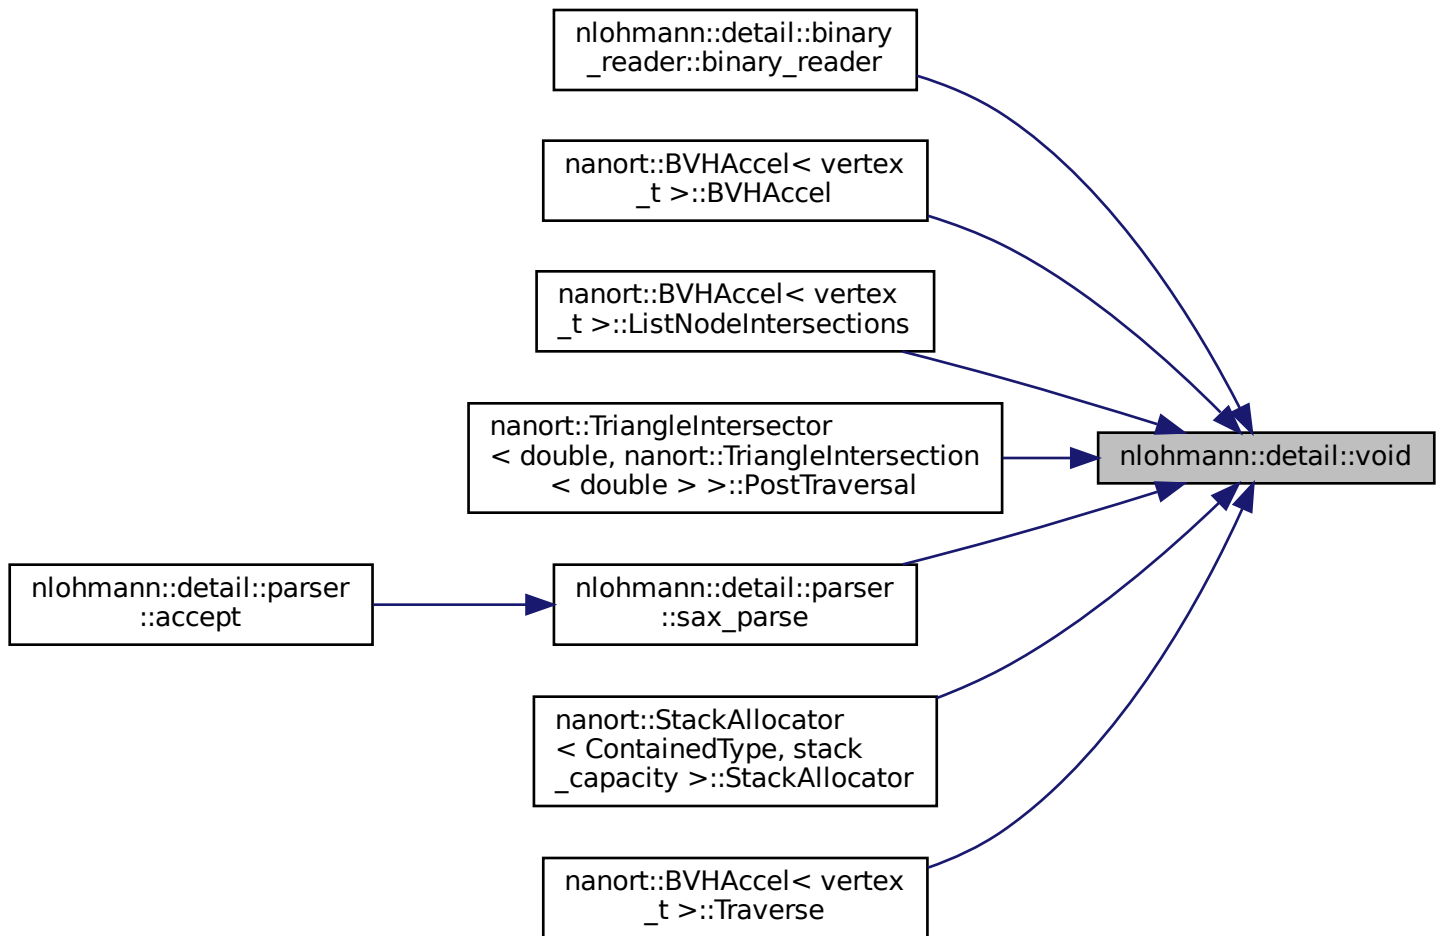 nlohmann::detail::binary
_reader::binary_reader
nanort::BVHAccel< vertex
_t >::BVHAccel
nanort::BVHAccel< vertex
_t >::ListNodeIntersections
nanort::TriangleIntersector
< double, nanort::TriangleIntersection
< double > >::PostTraversal
nlohmann::detail::void
nlohmann::detail::parser
::accept
nlohmann::detail::parser
::sax_parse
nanort::StackAllocator
< ContainedType, stack
_capacity >::StackAllocator
nanort::BVHAccel< vertex
_t >::Traverse